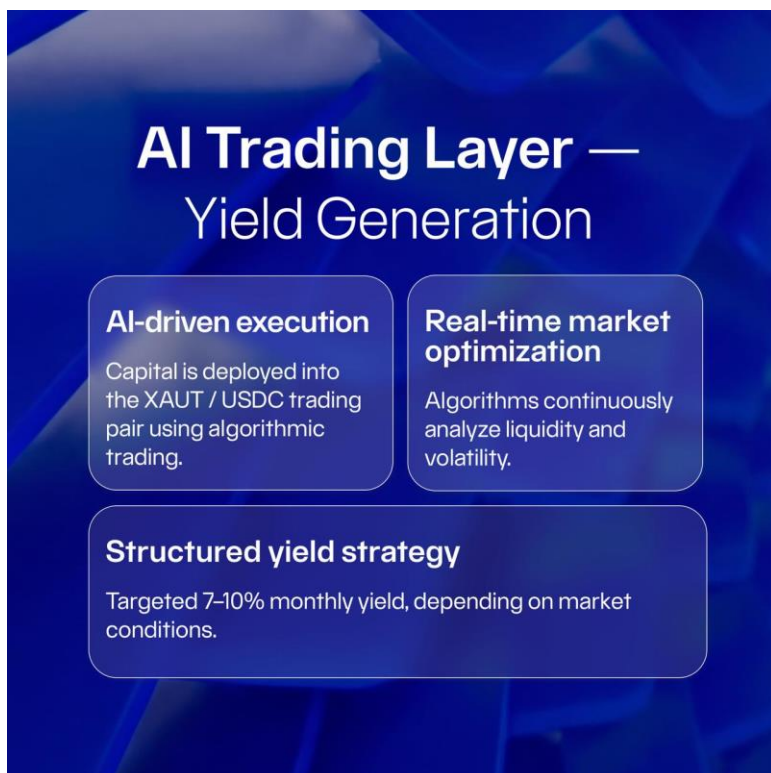 AI Trading Layer —
Yield Generation
AI-driven execution
Capital is deployed into
the XAUT / USDC trading
pair using algorithmic
trading.
Real-time market
optimization
Algorithms continuously
analyze liquidity and
volatility.
Structured yield strategy
Targeted 7–10% monthly yield, depending on market
conditions.